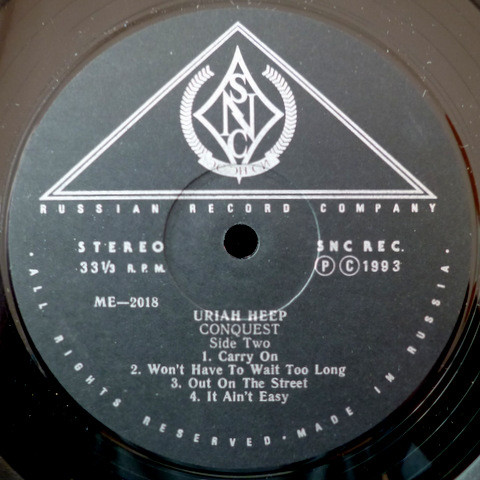 SNC
RECORDS
RUSSIAN RECORD COMPANY
STEREO
33⅓ R.P.M.
SNC REC.
Ⓟ Ⓒ 1993
ME—2018
URIAH HEEP
CONQUEST
Side Two
1. Carry On
2. Won't Have To Wait Too Long
3. Out On The Street
4. It Ain't Easy
· ALL RIGHTS RESERVED · MADE IN RUSSIA ·